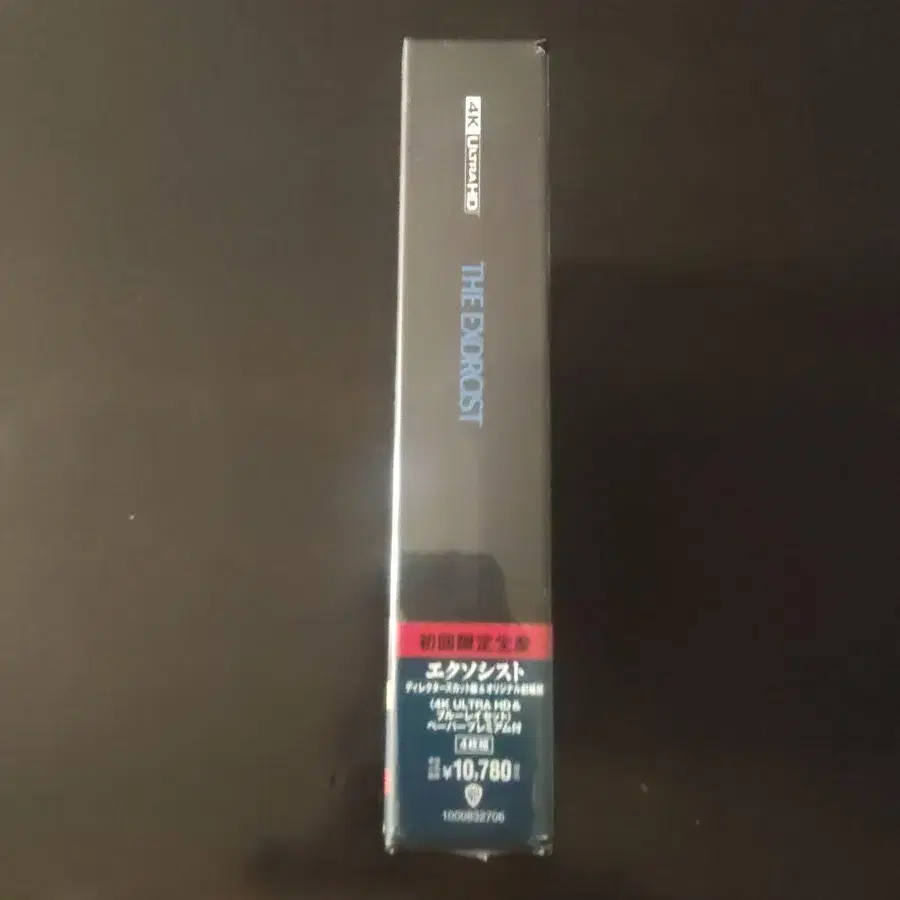 4K ULTRA HD
THE EXORCIST
初回限定生産
エクソシスト
ディレクターズカット版&オリジナル劇場版
(4K ULTRA HD &
ブルーレイセット)
ペーパープレミアム付
4枚組
¥10,780
1000832706